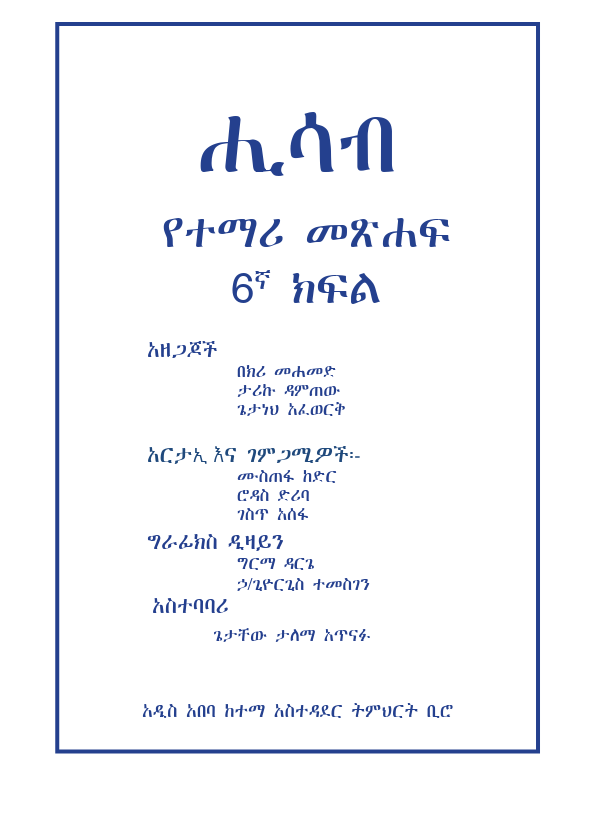 ሒሳብ
የተማሪ መጽሐፍ
6ኛ ክፍል
አዘጋጆች
በክሪ መሐመድ
ታሪኩ ዳምጠው
ጌታነህ አፈወርቅ
አርታኢ እና ገምጋሚዎች፡-
ሙስጠፋ ከድር
ሮዳስ ድሪባ
ገስጥ አሰፋ
ግራፊክስ ዲዛይን
ግርማ ዳርጌ
ኃ/ጊዮርጊስ ተመስገን
አስተባባሪ
ጌታቸው ታለማ አጥናፉ
አዲስ አበባ ከተማ አስተዳደር ትምህርት ቢሮ